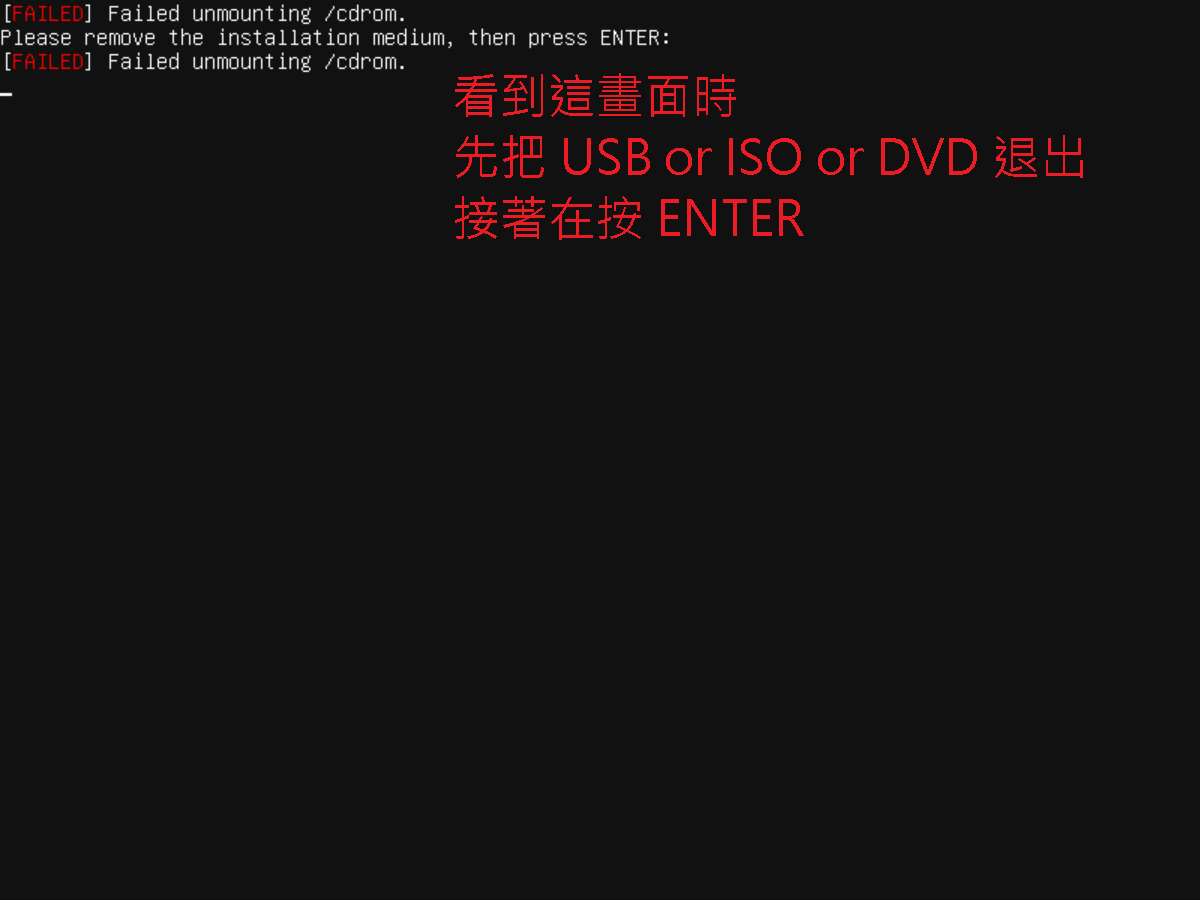 [FAILED] Failed unmounting /cdrom.
Please remove the installation medium, then press ENTER:
[FAILED] Failed unmounting /cdrom.
看到這畫面時
先把 USB or ISO or DVD 退出
接著在按 ENTER